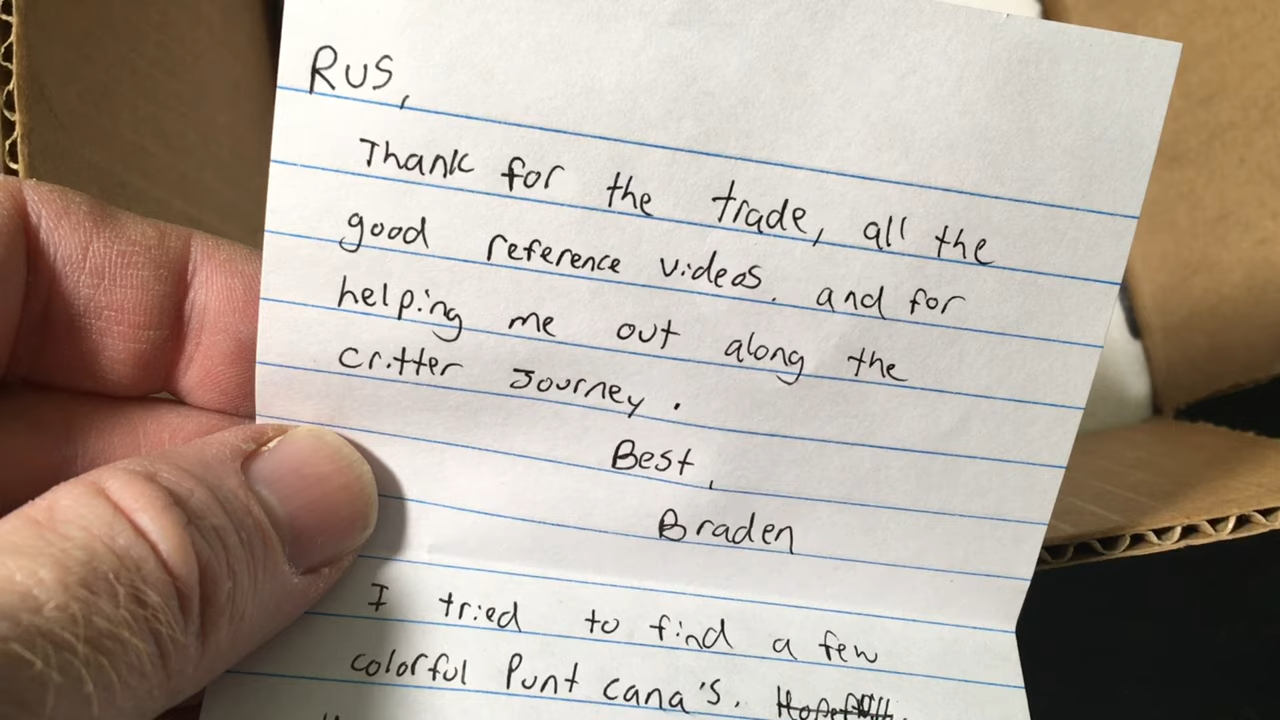 RUS,
Thank for the trade, all the
good reference videos. and for
helping me out along the
critter Journey.
Best,
Braden
I tried to find a few
colorful Punt cana's.